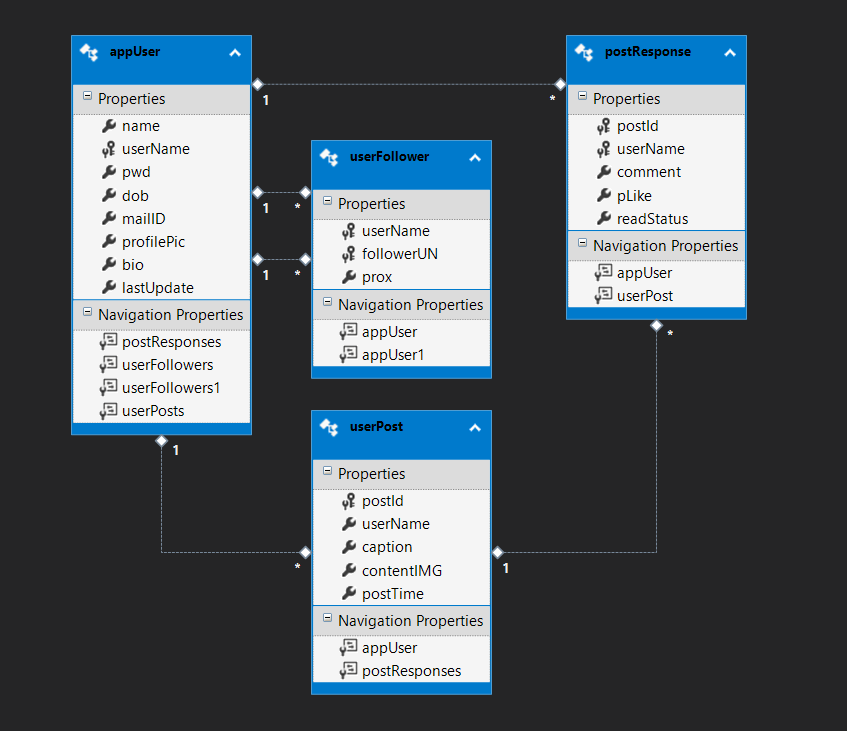 appUser
Properties
name
userName
pwd
dob
mailID
profilePic
bio
lastUpdate
Navigation Properties
postResponses
userFollowers
userFollowers1
userPosts
1
*
1
*
1
*
1
*
userFollower
Properties
userName
followerUN
prox
Navigation Properties
appUser
appUser1
postResponse
Properties
postId
userName
comment
pLike
readStatus
Navigation Properties
appUser
userPost
*
1
userPost
Properties
postId
userName
caption
contentIMG
postTime
Navigation Properties
appUser
postResponses